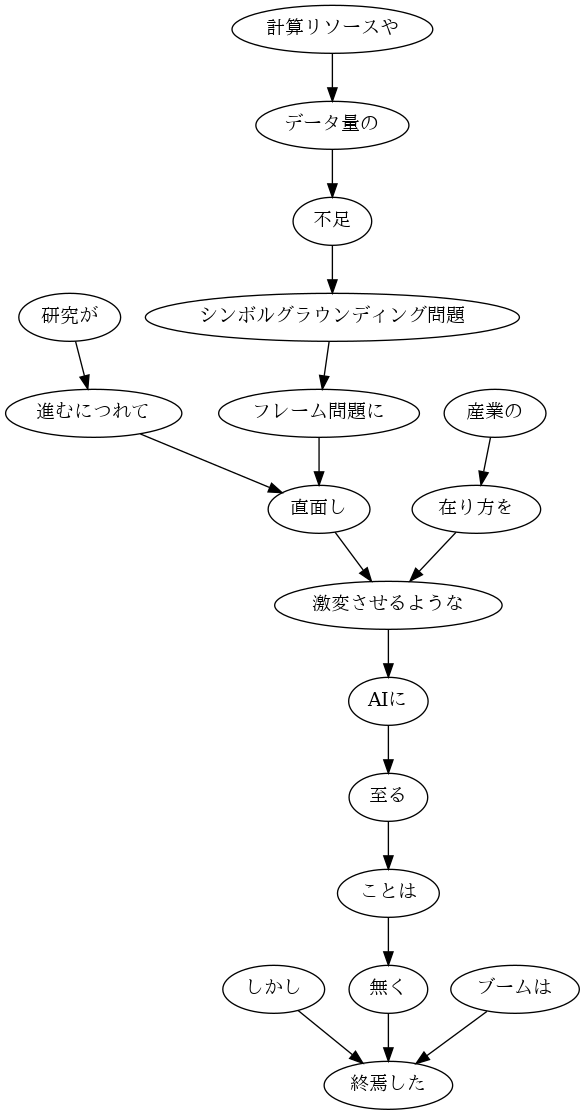 計算リソースや
データ量の
不足
シンボルグラウンディング問題
研究が
進むにつれて
フレーム問題に
産業の
直面し
在り方を
激変させるような
AIに
至る
ことは
しかし
無く
ブームは
終焉した